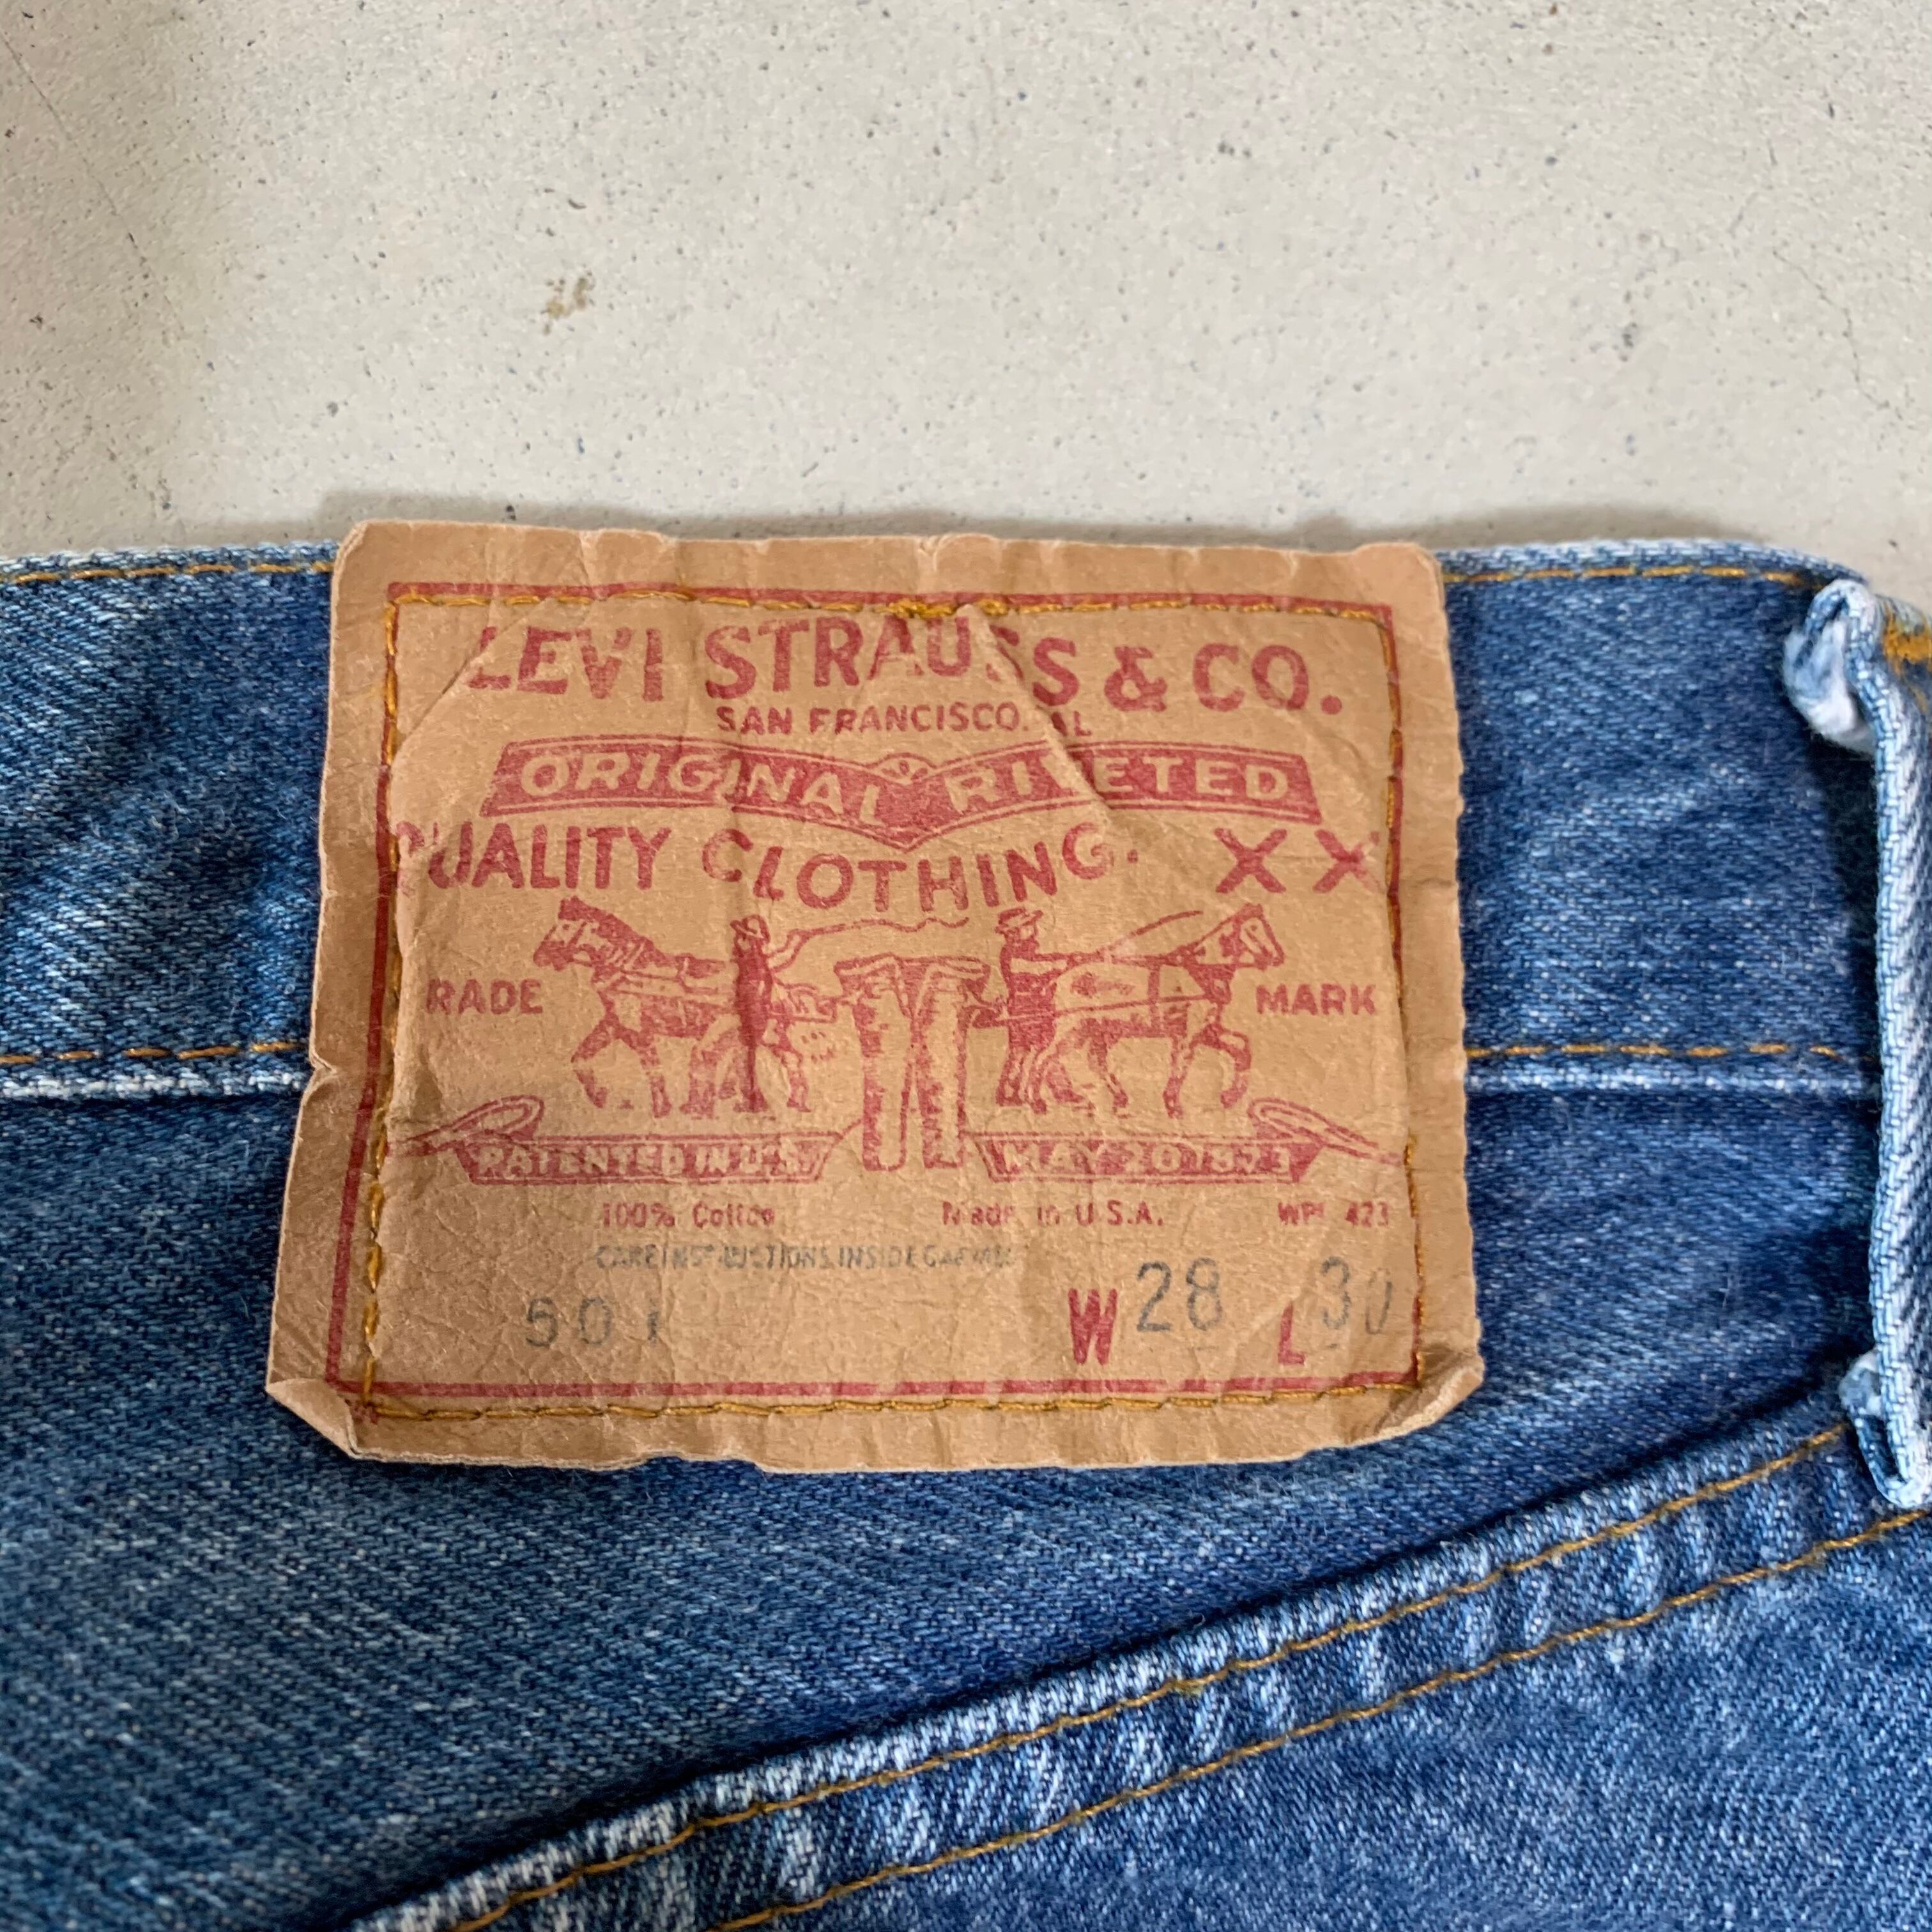 LEVI STRAUSS & CO.
SAN FRANCISCO. AL
ORIGINAL RIVETED
QUALITY CLOTHING. XX
RADE MARK
PATENTED IN U.S. MAY 20 1873
100% Cotton Made in U.S.A. WPL 423
CARE INSTRUCTIONS INSIDE GARMENT
501 W 28 L 30